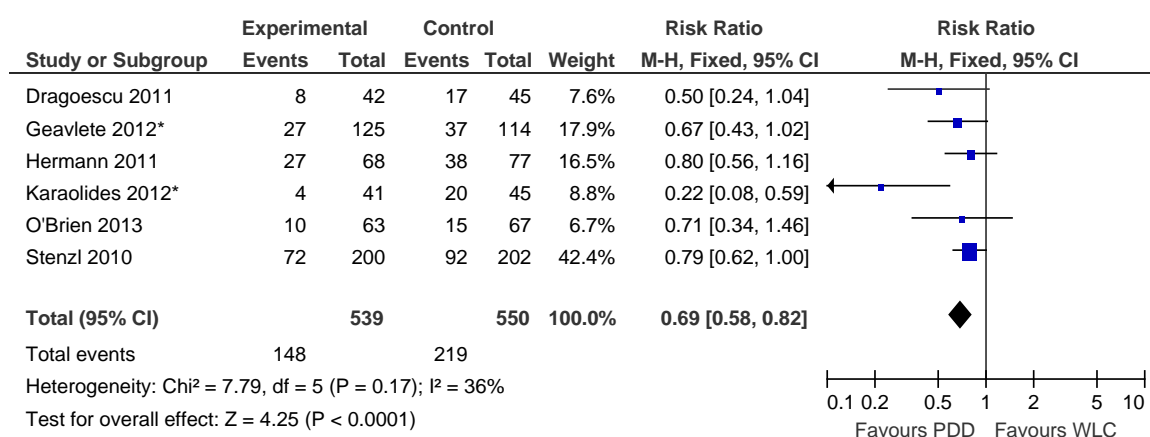 Experimental Control Risk Ratio Risk Ratio
Study or Subgroup Events Total Events Total Weight M-H, Fixed, 95% CI M-H, Fixed, 95% CI
Dragoescu 2011 8 42 17 45 7.6% 0.50 [0.24, 1.04]
Geavlete 2012* 27 125 37 114 17.9% 0.67 [0.43, 1.02]
Hermann 2011 27 68 38 77 16.5% 0.80 [0.56, 1.16]
Karaolides 2012* 4 41 20 45 8.8% 0.22 [0.08, 0.59]
O'Brien 2013 10 63 15 67 6.7% 0.71 [0.34, 1.46]
Stenzl 2010 72 200 92 202 42.4% 0.79 [0.62, 1.00]
Total (95% CI) 539 550 100.0% 0.69 [0.58, 0.82]
Total events 148 219
Heterogeneity: Chi² = 7.79, df = 5 (P = 0.17); I² = 36%
Test for overall effect: Z = 4.25 (P < 0.0001)
0.1 0.2 0.5 1 2 5 10
Favours PDD Favours WLC